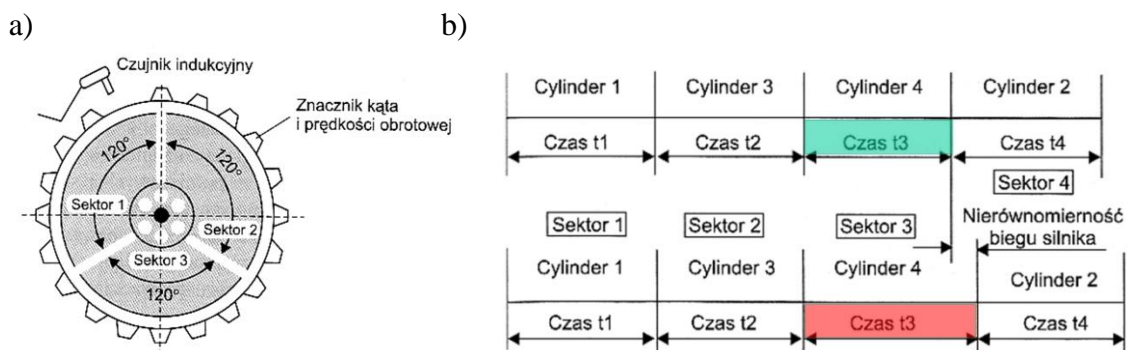 a)
Czujnik indukcyjny
Znacznik kąta
i prędkości obrotowej
120°
120°
Sektor 1
Sektor 2
Sektor 3
120°
b)
Cylinder 1
Cylinder 3
Cylinder 4
Cylinder 2
Czas t1
Czas t2
Czas t3
Czas t4
Sektor 4
Sektor 1
Sektor 2
Sektor 3
Nierównomierność
biegu silnika
Cylinder 1
Cylinder 3
Cylinder 4
Cylinder 2
Czas t1
Czas t2
Czas t3
Czas t4